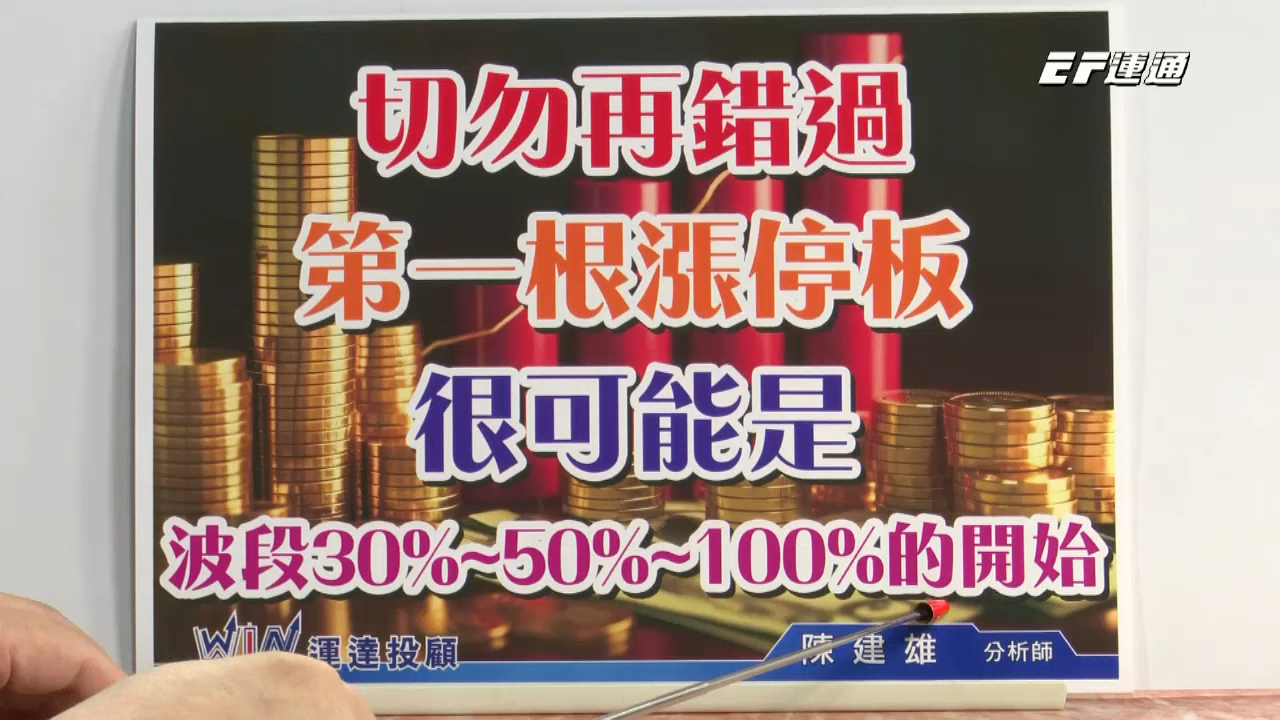 EF運通
切勿再錯過
第一根漲停板
很可能是
波段30%~50%~100%的開始
WIN 運達投顧
陳建雄 分析師